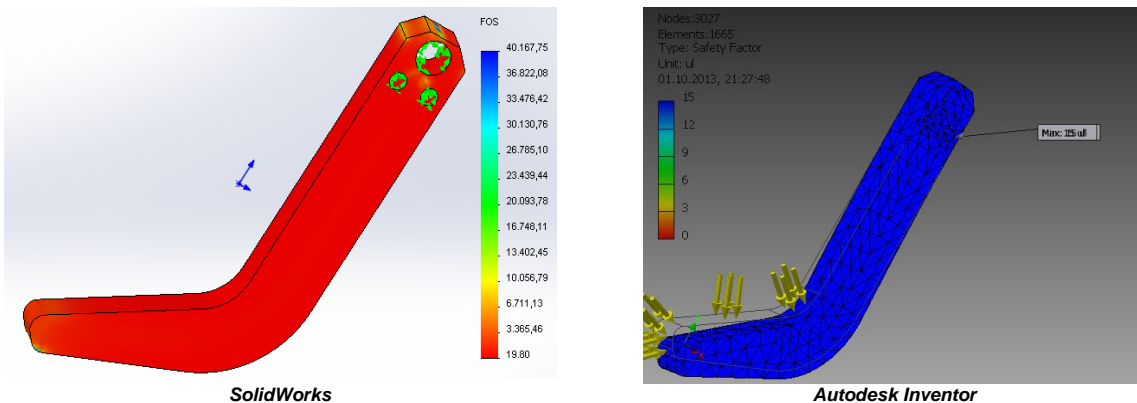 FOS
40.167,75
36.822,08
33.476,42
30.130,76
26.785,10
23.439,44
20.093,78
16.748,11
13.402,45
10.056,79
6.711,13
3.365,46
19.80
SolidWorks
Nodes:3027
Elements:1665
Type: Safety Factor
Unit: ul
01.10.2013, 21:27:48
15
12
9
6
3
0
Max: 15 ul
Autodesk Inventor